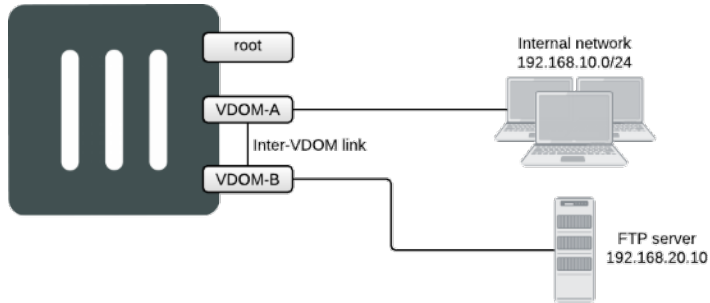 root
Internal network
192.168.10.0/24
VDOM-A
Inter-VDOM link
VDOM-B
FTP server
192.168.20.10